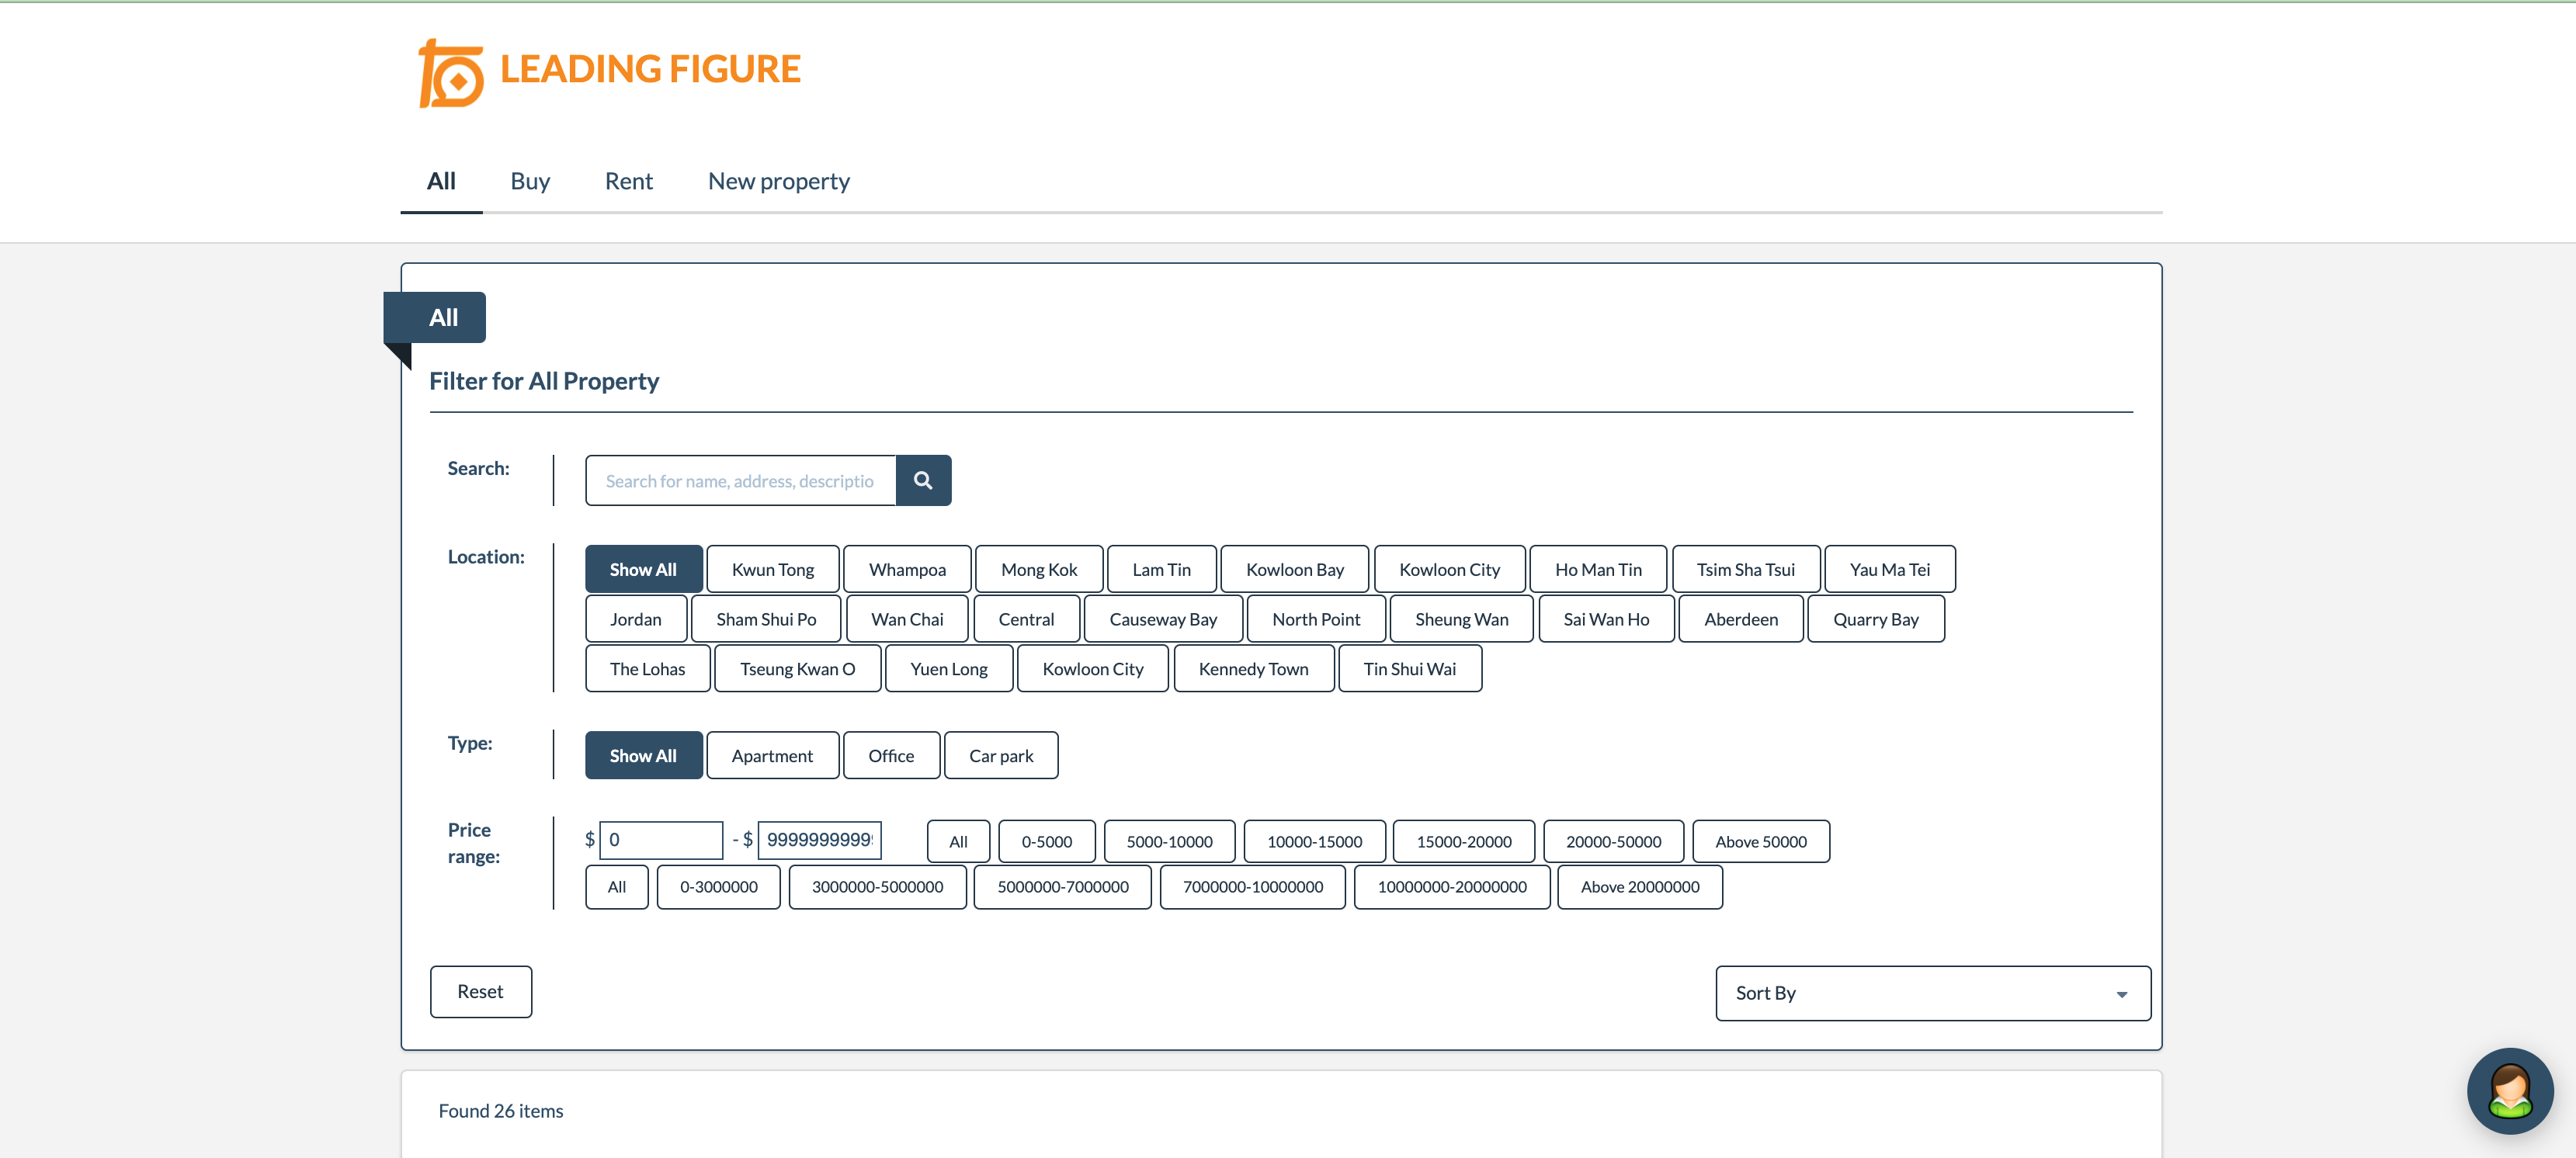 LEADING FIGURE
All Buy Rent New property
All
Filter for All Property
Search: Search for name, address, descriptio
Location: Show All Kwun Tong Whampoa Mong Kok Lam Tin Kowloon Bay Kowloon City Ho Man Tin Tsim Sha Tsui Yau Ma Tei
Jordan Sham Shui Po Wan Chai Central Causeway Bay North Point Sheung Wan Sai Wan Ho Aberdeen Quarry Bay
The Lohas Tseung Kwan O Yuen Long Kowloon City Kennedy Town Tin Shui Wai
Type: Show All Apartment Office Car park
Price range: $ 0 - $ 9999999999 All 0-5000 5000-10000 10000-15000 15000-20000 20000-50000 Above 50000
All 0-3000000 3000000-5000000 5000000-7000000 7000000-10000000 10000000-20000000 Above 20000000
Reset Sort By
Found 26 items